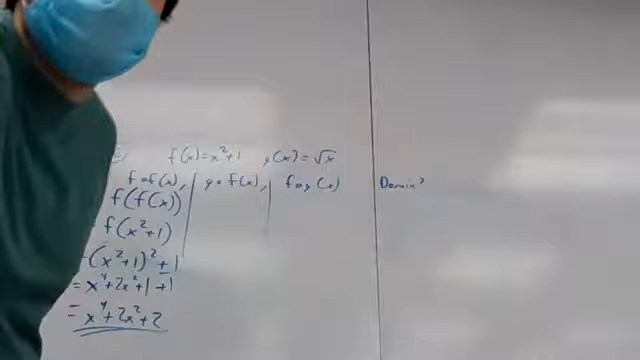 f(x)=x²+1 , g(x)=√x
f∘f(x), g∘f(x), f∘g(x) Domain?
f(f(x))
f(x²+1)
(x²+1)²+1
= x⁴+2x²+1+1
= x⁴+2x²+2